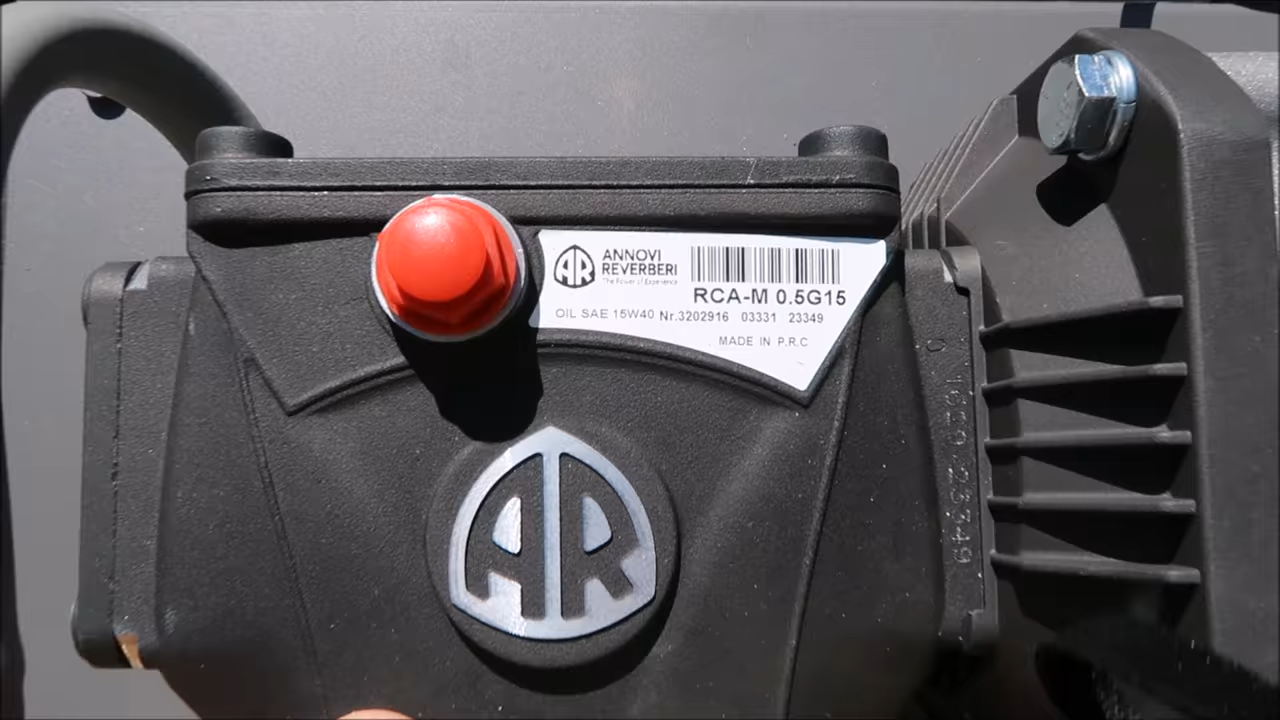 AR ANNOVI
REVERBERI
The Power of Experience
RCA-M 0.5G15
OIL SAE 15W40 Nr.3202916 03331 23349
MADE IN P.R.C
AR